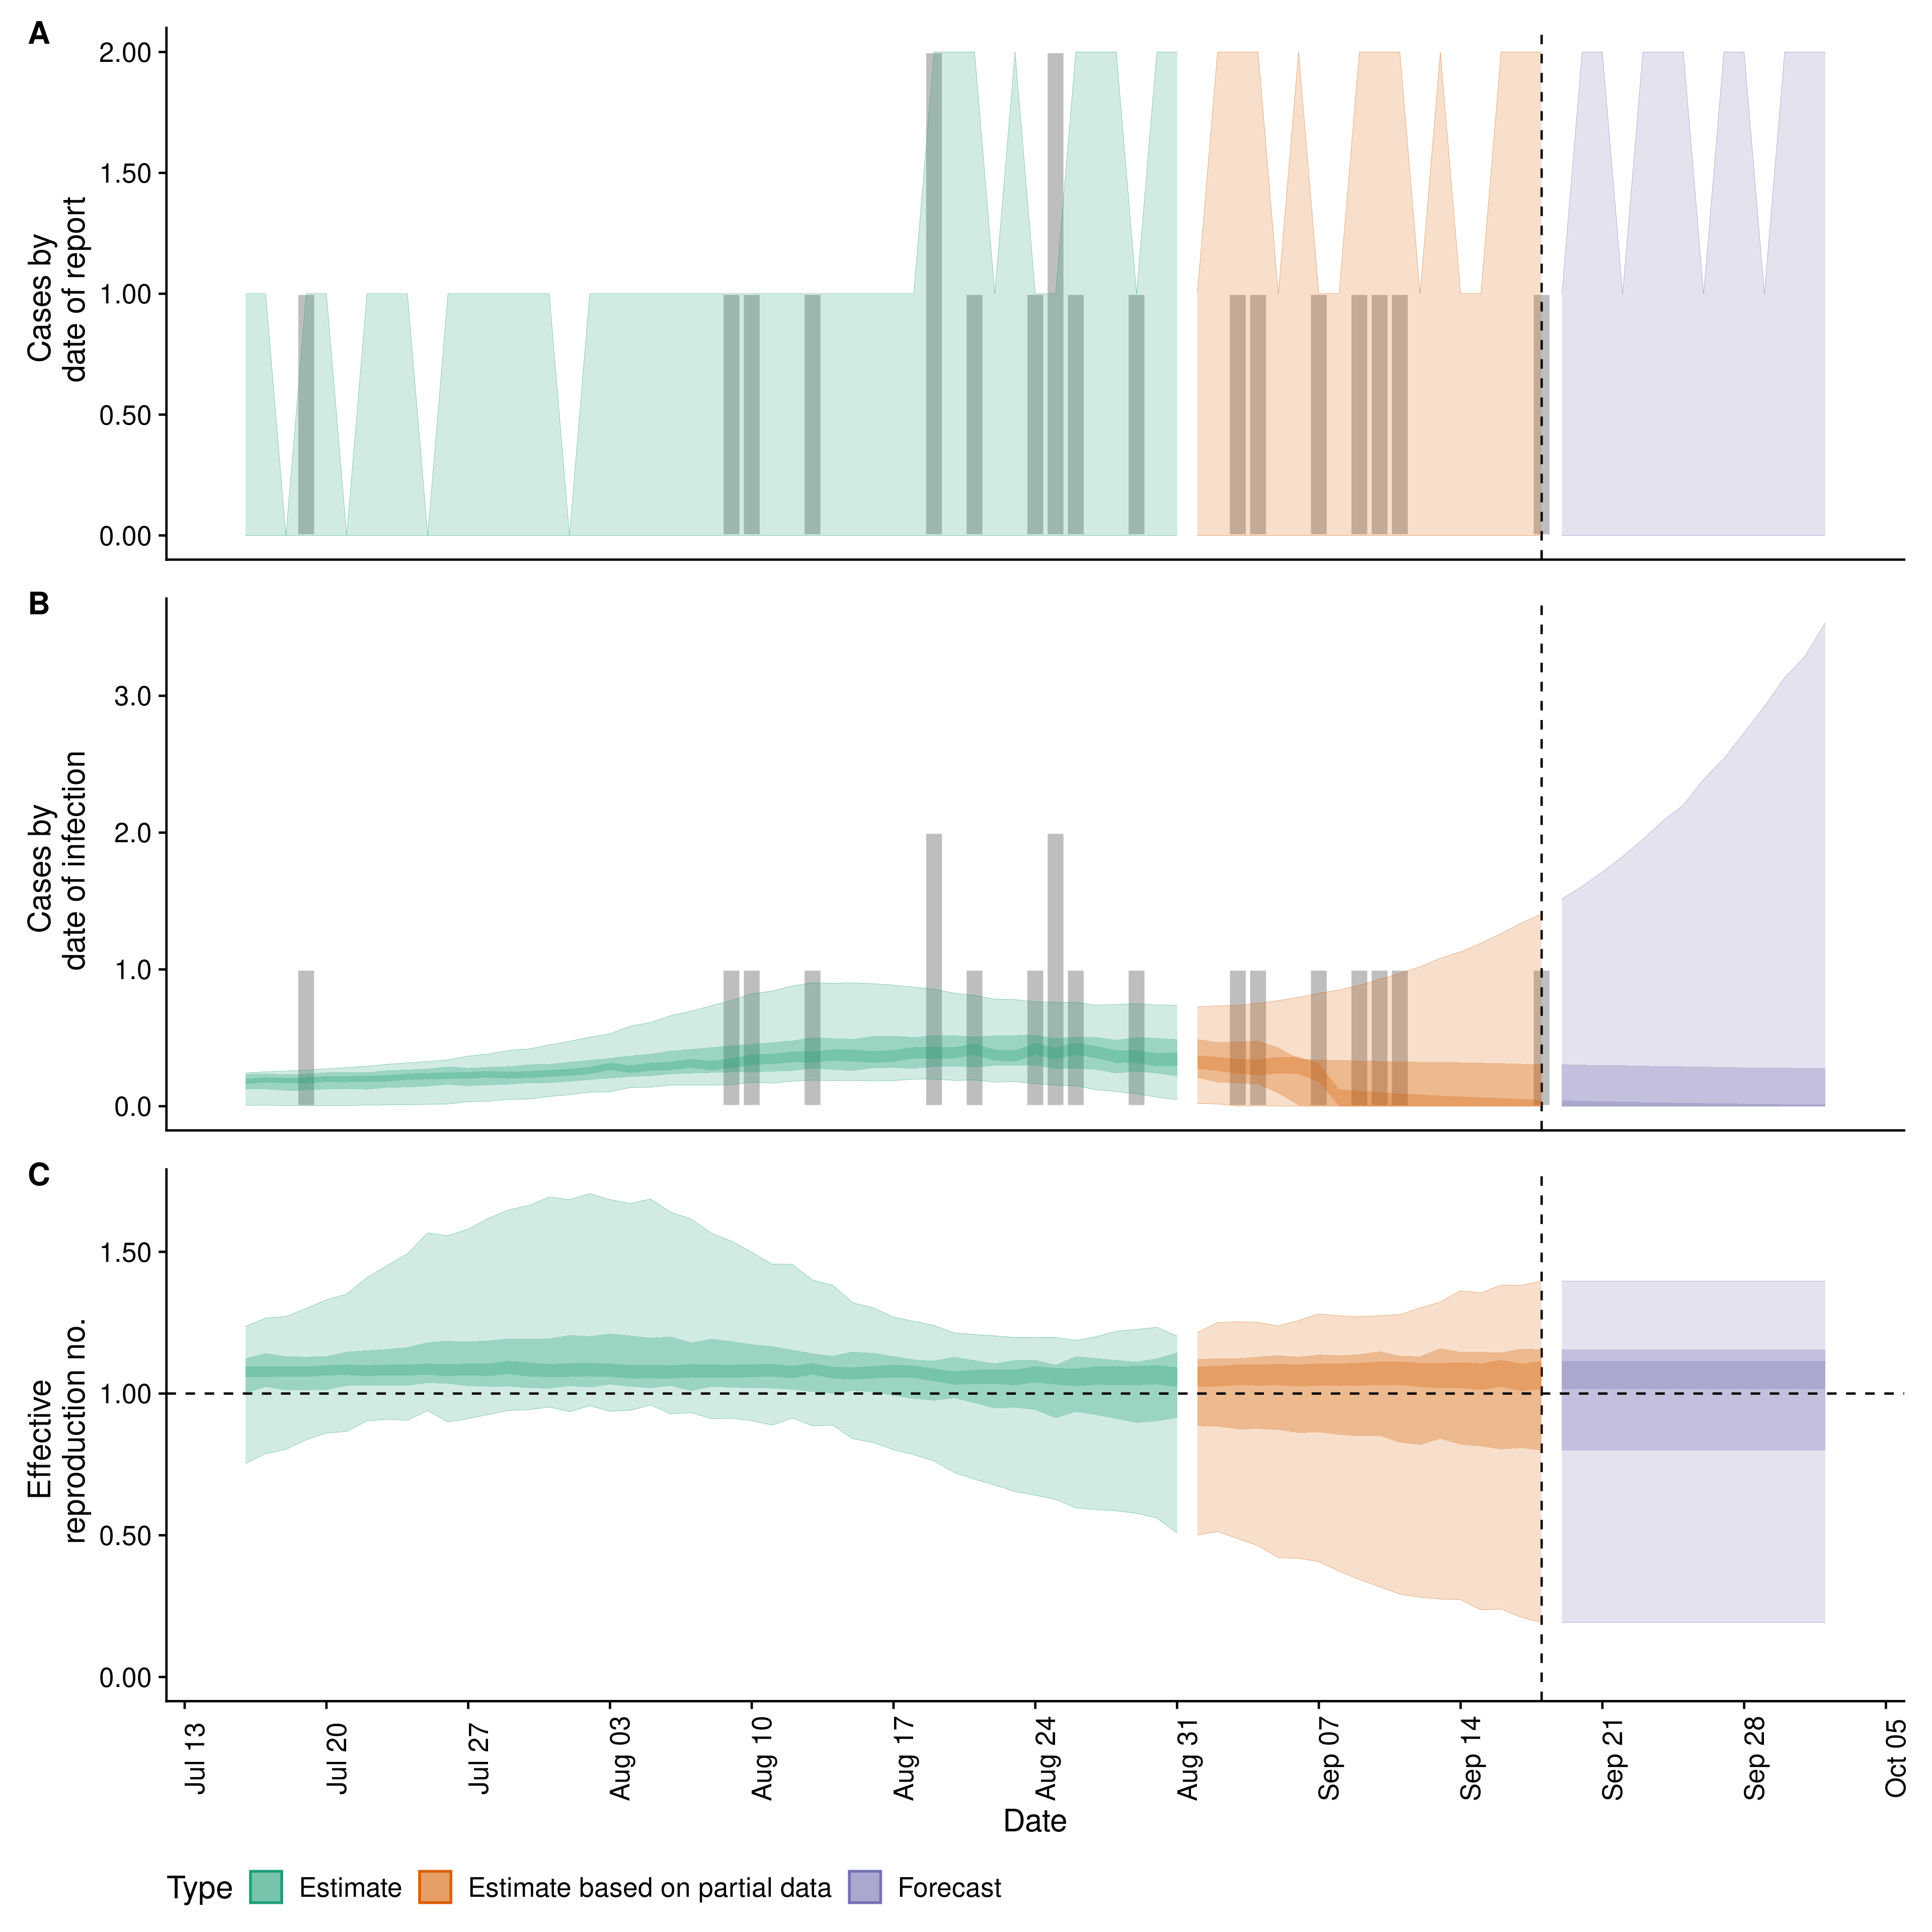 A
2.00
1.50
1.00
0.50
0.00
Cases by
date of report
B
3.0
2.0
1.0
0.0
Cases by
date of infection
C
1.50
1.00
0.50
0.00
Effective
reproduction no.
Jul 13
Jul 20
Jul 27
Aug 03
Aug 10
Aug 17
Aug 24
Aug 31
Sep 07
Sep 14
Sep 21
Sep 28
Oct 05
Date
Type Estimate Estimate based on partial data Forecast